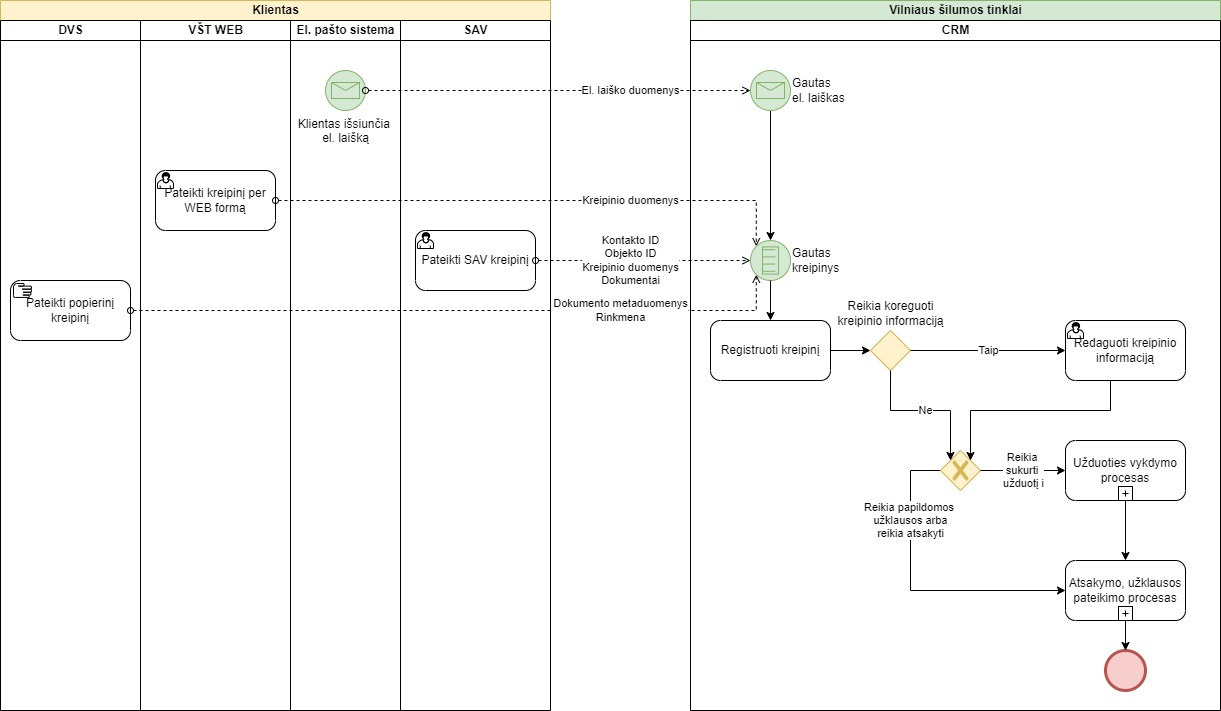 Klientas
Vilniaus šilumos tinklai
DVS
VŠT WEB
El. pašto sistema
SAV
CRM
Klientas išsiunčia
el. laišką
El. laiško duomenys
Gautas
el. laiškas
Pateikti kreipinį per
WEB formą
Kreipinio duomenys
Pateikti SAV kreipinį
Kontakto ID
Objekto ID
Kreipinio duomenys
Dokumentai
Gautas
kreipinys
Pateikti popierinį
kreipinį
Dokumento metaduomenys
Rinkmena
Registruoti kreipinį
Reikia koreguoti
kreipinio informaciją
Taip
Redaguoti kreipinio
informaciją
Ne
Reikia
sukurti
užduotį i
Užduoties vykdymo
procesas
Reikia papildomos
užklausos arba
reikia atsakyti
Atsakymo, užklausos
pateikimo procesas